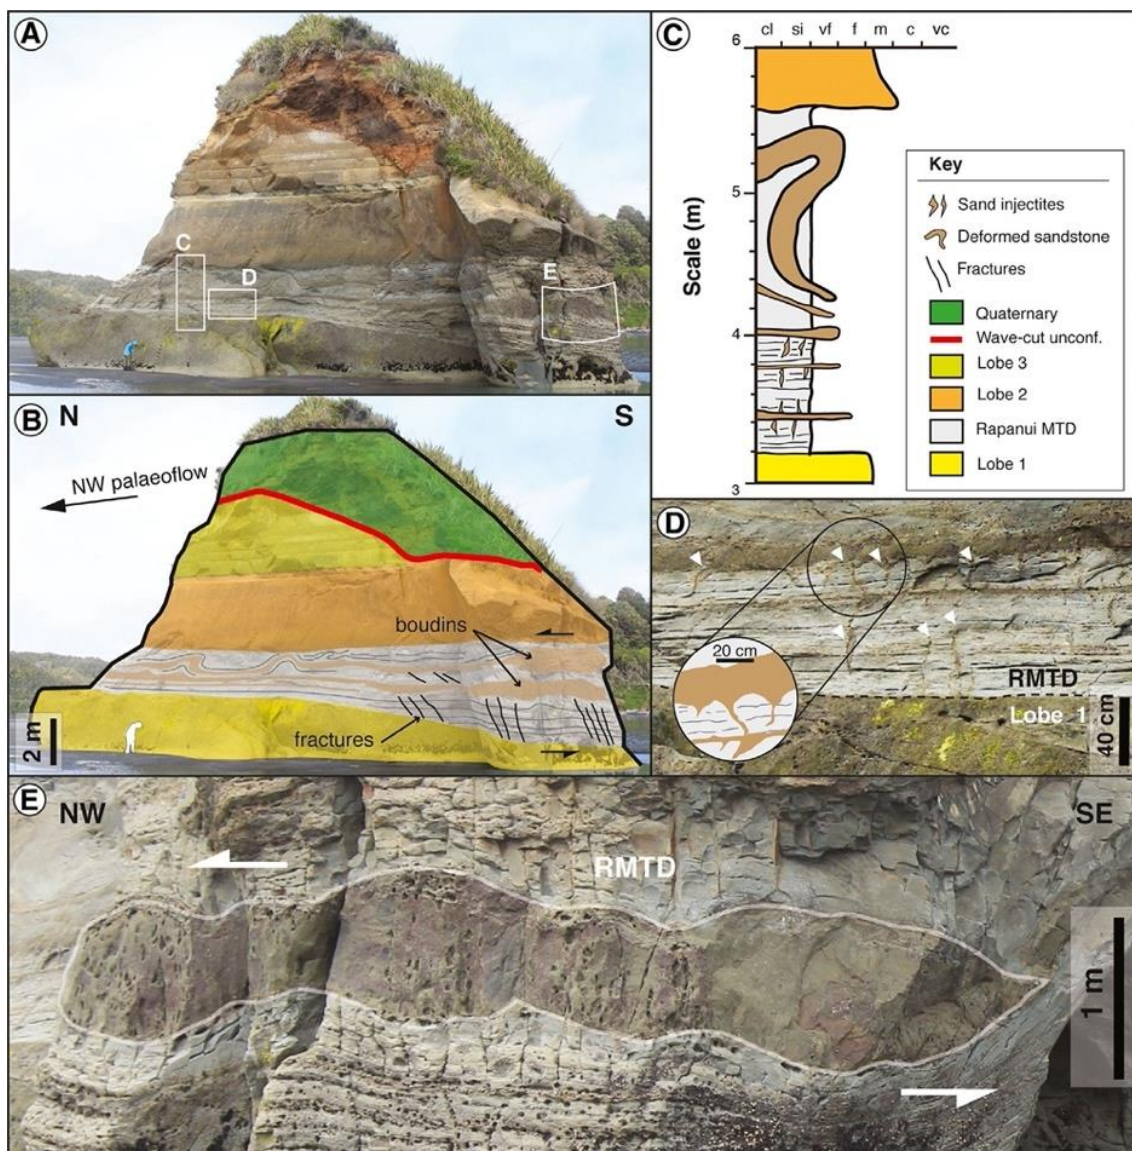 A
C
D
E
B
N
S
NW palaeoflow
boudins
fractures
2 m
C
cl si vf f m c vc
6
5
4
3
Scale (m)
Key
Sand injectites
Deformed sandstone
Fractures
Quaternary
Wave-cut unconf.
Lobe 3
Lobe 2
Rapanui MTD
Lobe 1
D
20 cm
RMTD
Lobe 1
40 cm
E
NW
SE
RMTD
1 m